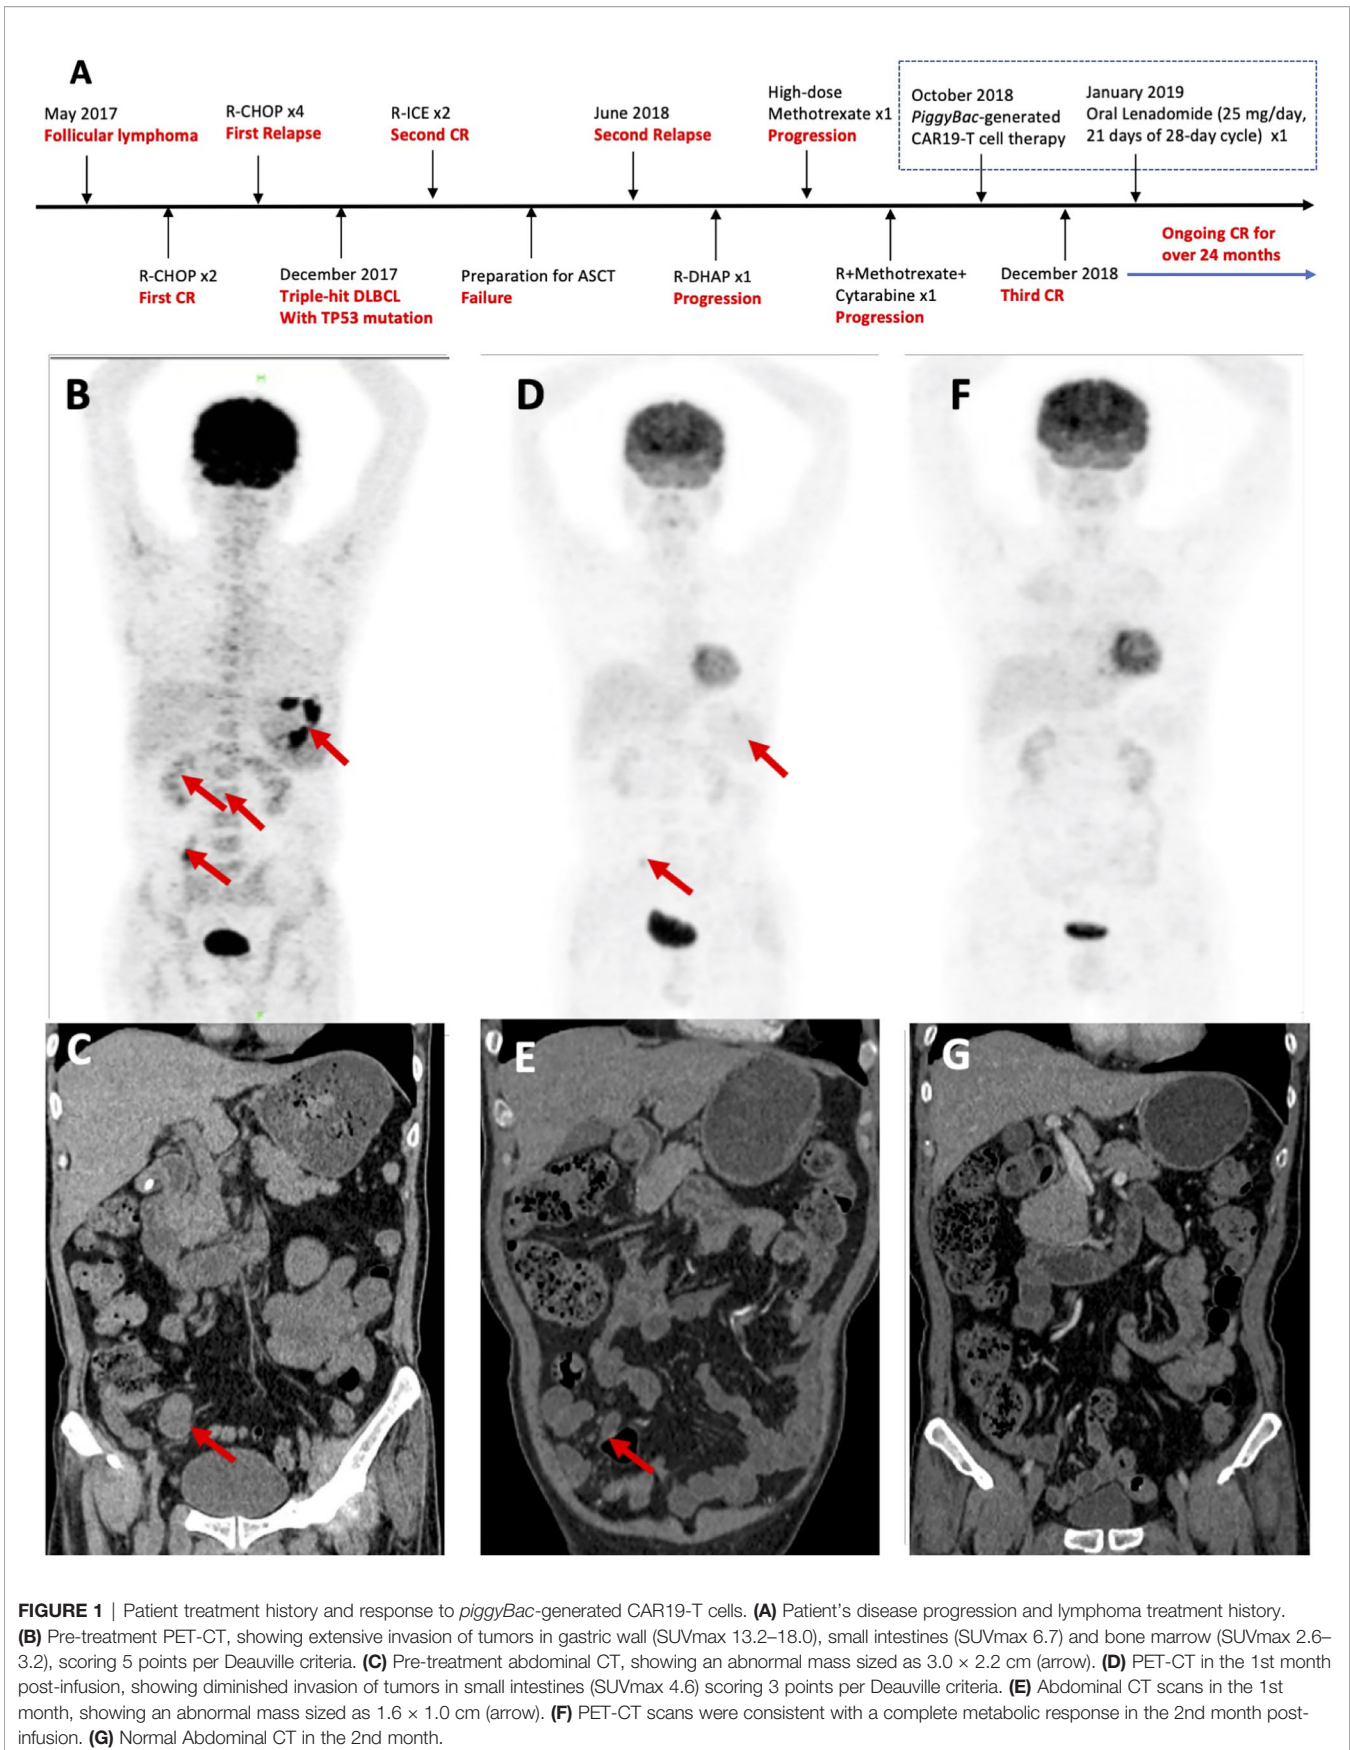 A
May 2017
Follicular lymphoma
R-CHOP x4
First Relapse
R-ICE x2
Second CR
June 2018
Second Relapse
High-dose
Methotrexate x1
Progression
October 2018
PiggyBac-generated
CAR19-T cell therapy
January 2019
Oral Lenadomide (25 mg/day,
21 days of 28-day cycle) x1
R-CHOP x2
First CR
December 2017
Triple-hit DLBCL
With TP53 mutation
Preparation for ASCT
Failure
R-DHAP x1
Progression
R+Methotrexate+
Cytarabine x1
Progression
December 2018
Third CR
Ongoing CR for
over 24 months
B
D
F
C
E
G
FIGURE 1 | Patient treatment history and response to piggyBac-generated CAR19-T cells. (A) Patient's disease progression and lymphoma treatment history.
(B) Pre-treatment PET-CT, showing extensive invasion of tumors in gastric wall (SUVmax 13.2–18.0), small intestines (SUVmax 6.7) and bone marrow (SUVmax 2.6–
3.2), scoring 5 points per Deauville criteria. (C) Pre-treatment abdominal CT, showing an abnormal mass sized as 3.0 × 2.2 cm (arrow). (D) PET-CT in the 1st month
post-infusion, showing diminished invasion of tumors in small intestines (SUVmax 4.6) scoring 3 points per Deauville criteria. (E) Abdominal CT scans in the 1st
month, showing an abnormal mass sized as 1.6 × 1.0 cm (arrow). (F) PET-CT scans were consistent with a complete metabolic response in the 2nd month post-
infusion. (G) Normal Abdominal CT in the 2nd month.